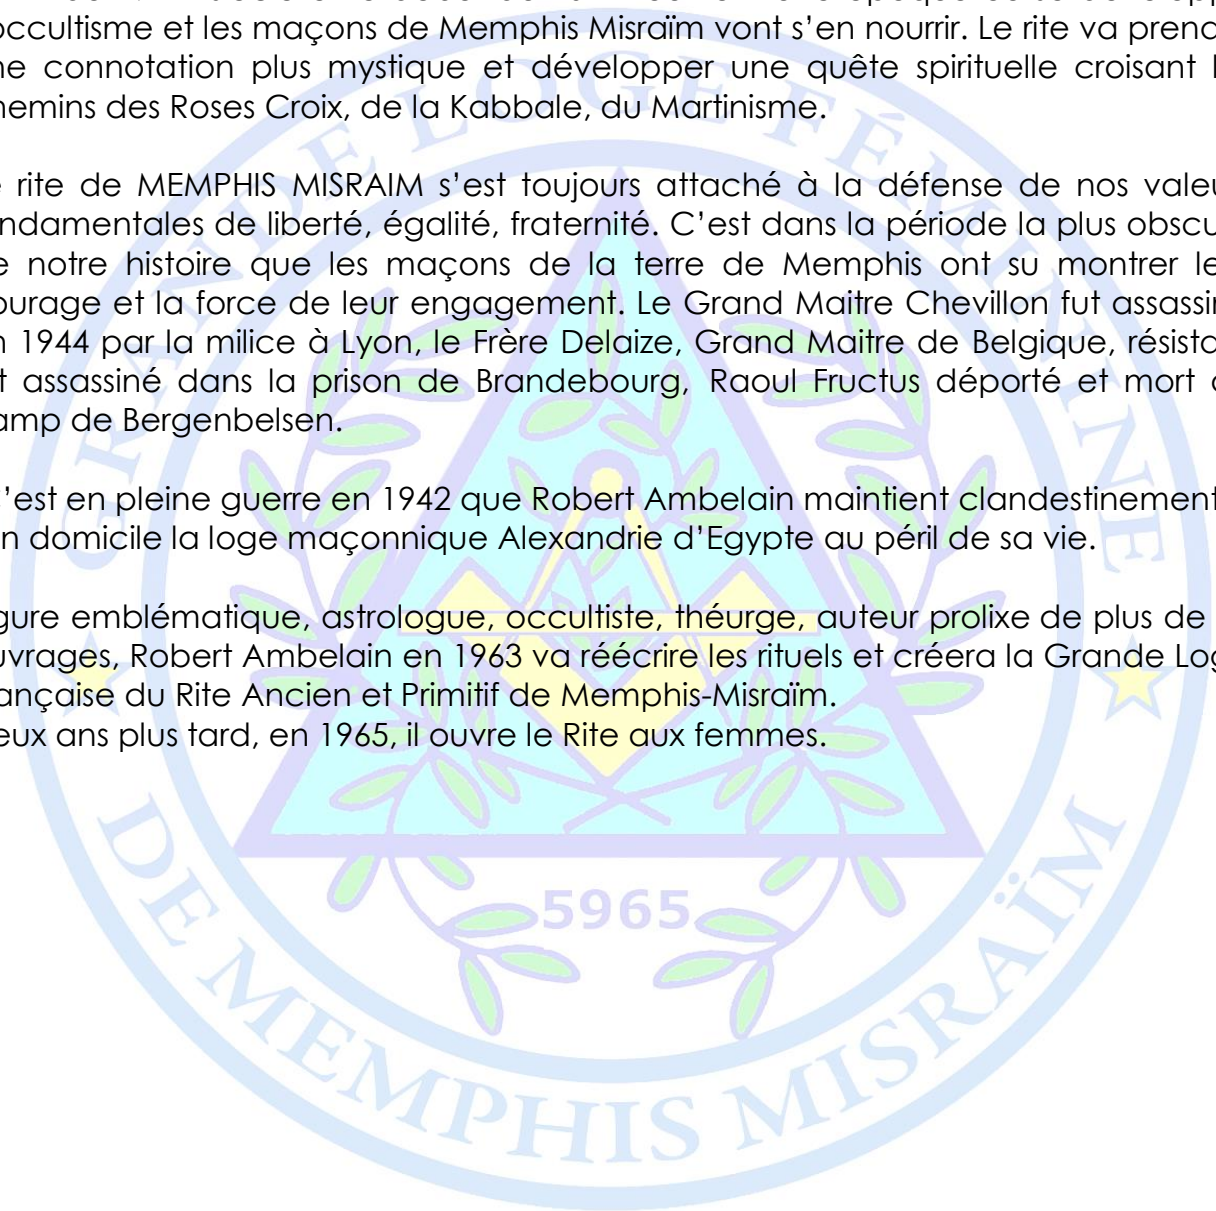 occultisme et les maçons de Memphis Misraïm vont s’en nourrir. Le rite va prend
ne connotation plus mystique et développer une quête spirituelle croisant l
hemins des Roses Croix, de la Kabbale, du Martinisme.
e rite de MEMPHIS MISRAIM s’est toujours attaché à la défense de nos valeu
ndamentales de liberté, égalité, fraternité. C’est dans la période la plus obscu
e notre histoire que les maçons de la terre de Memphis ont su montrer le
ourage et la force de leur engagement. Le Grand Maitre Chevillon fut assassin
n 1944 par la milice à Lyon, le Frère Delaize, Grand Maitre de Belgique, résista
t assassiné dans la prison de Brandebourg, Raoul Fructus déporté et mort a
amp de Bergenbelsen.
’est en pleine guerre en 1942 que Robert Ambelain maintient clandestinement
n domicile la loge maçonnique Alexandrie d’Egypte au péril de sa vie.
gure emblématique, astrologue, occultiste, théurge, auteur prolixe de plus de
uvrages, Robert Ambelain en 1963 va réécrire les rituels et créera la Grande Log
ançaise du Rite Ancien et Primitif de Memphis-Misraïm.
eux ans plus tard, en 1965, il ouvre le Rite aux femmes.
GRANDE LOGE FÉMININE
5965
DE MEMPHIS MISRAÏM